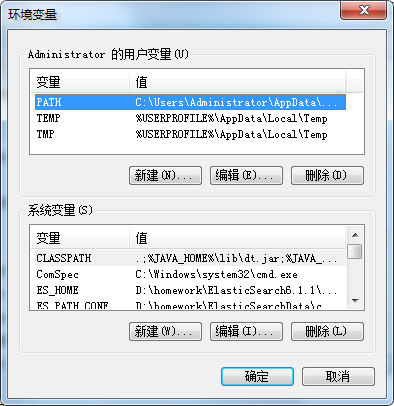 环境变量
Administrator 的用户变量(U)
变量 值
PATH C:\Users\Administrator\AppData\...
TEMP %USERPROFILE%\AppData\Local\Temp
TMP %USERPROFILE%\AppData\Local\Temp
新建(N)... 编辑(E)... 删除(D)
系统变量(S)
变量 值
CLASSPATH .;%JAVA_HOME%\lib\dt.jar;%JAVA_...
ComSpec C:\Windows\system32\cmd.exe
ES_HOME D:\homework\ElasticSearch6.1.1\...
ES_PATH_CONF D:\homework\ElasticSearchData\c...
新建(W)... 编辑(I)... 删除(L)
确定 取消